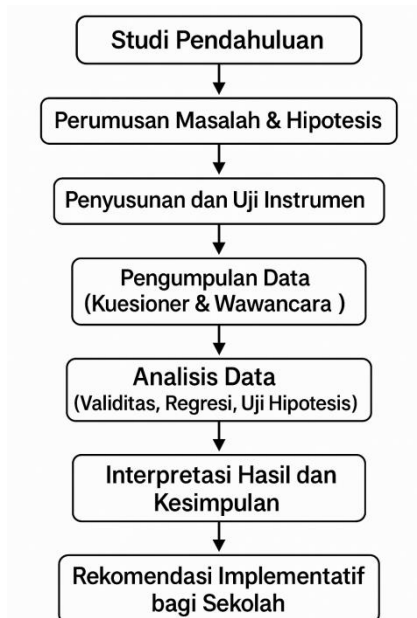 Studi Pendahuluan
Perumusan Masalah & Hipotesis
Penyusunan dan Uji Instrumen
Pengumpulan Data
(Kuesioner & Wawancara )
Analisis Data
(Validitas, Regresi, Uji Hipotesis)
Interpretasi Hasil dan
Kesimpulan
Rekomendasi Implementatif
bagi Sekolah